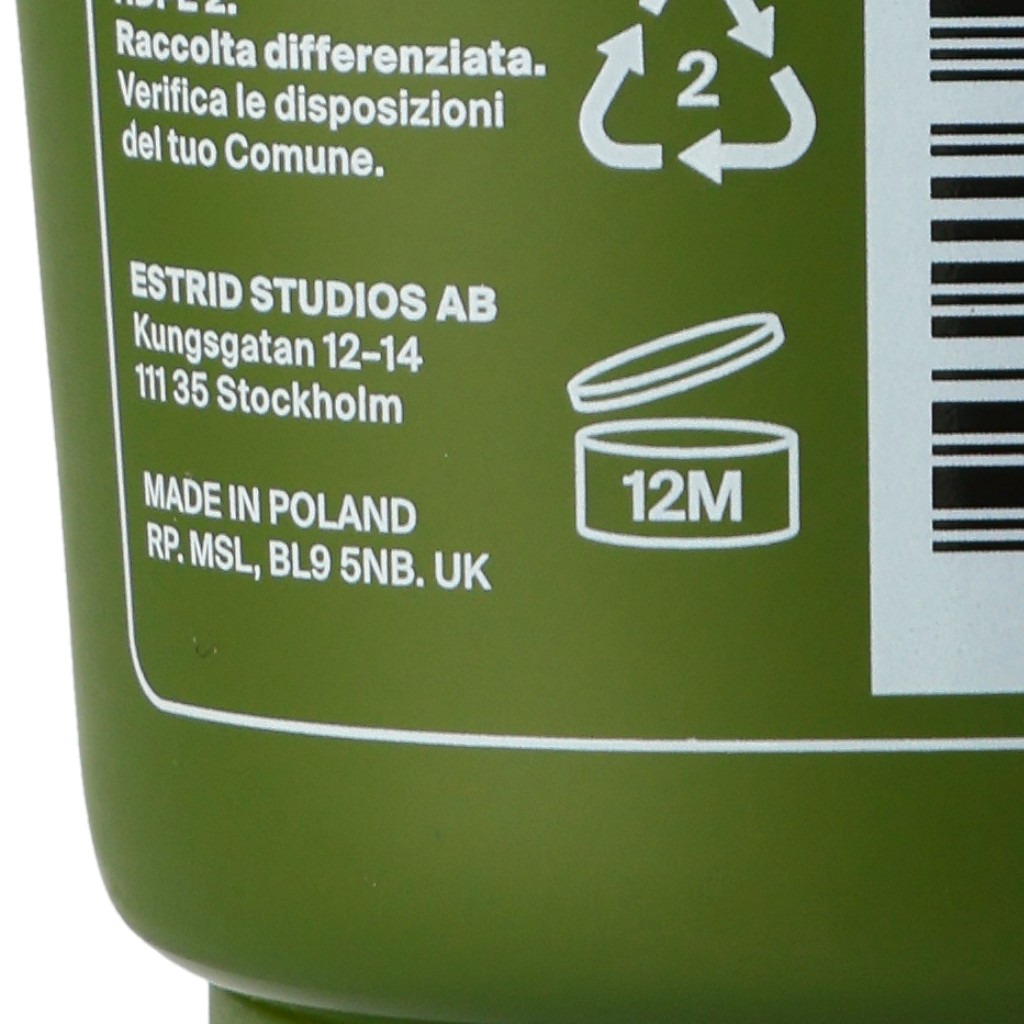 Raccolta differenziata.
Verifica le disposizioni
del tuo Comune.
2
ESTRID STUDIOS AB
Kungsgatan 12-14
111 35 Stockholm
12M
MADE IN POLAND
RP. MSL, BL9 5NB. UK